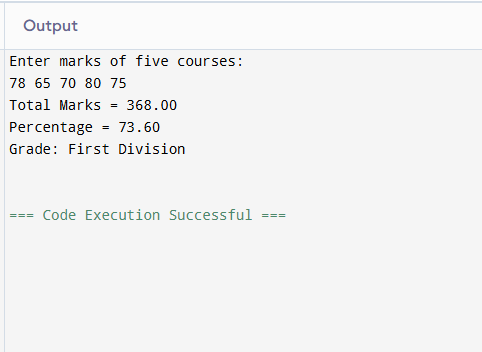 Output
Enter marks of five courses:
78 65 70 80 75
Total Marks = 368.00
Percentage = 73.60
Grade: First Division
=== Code Execution Successful ===